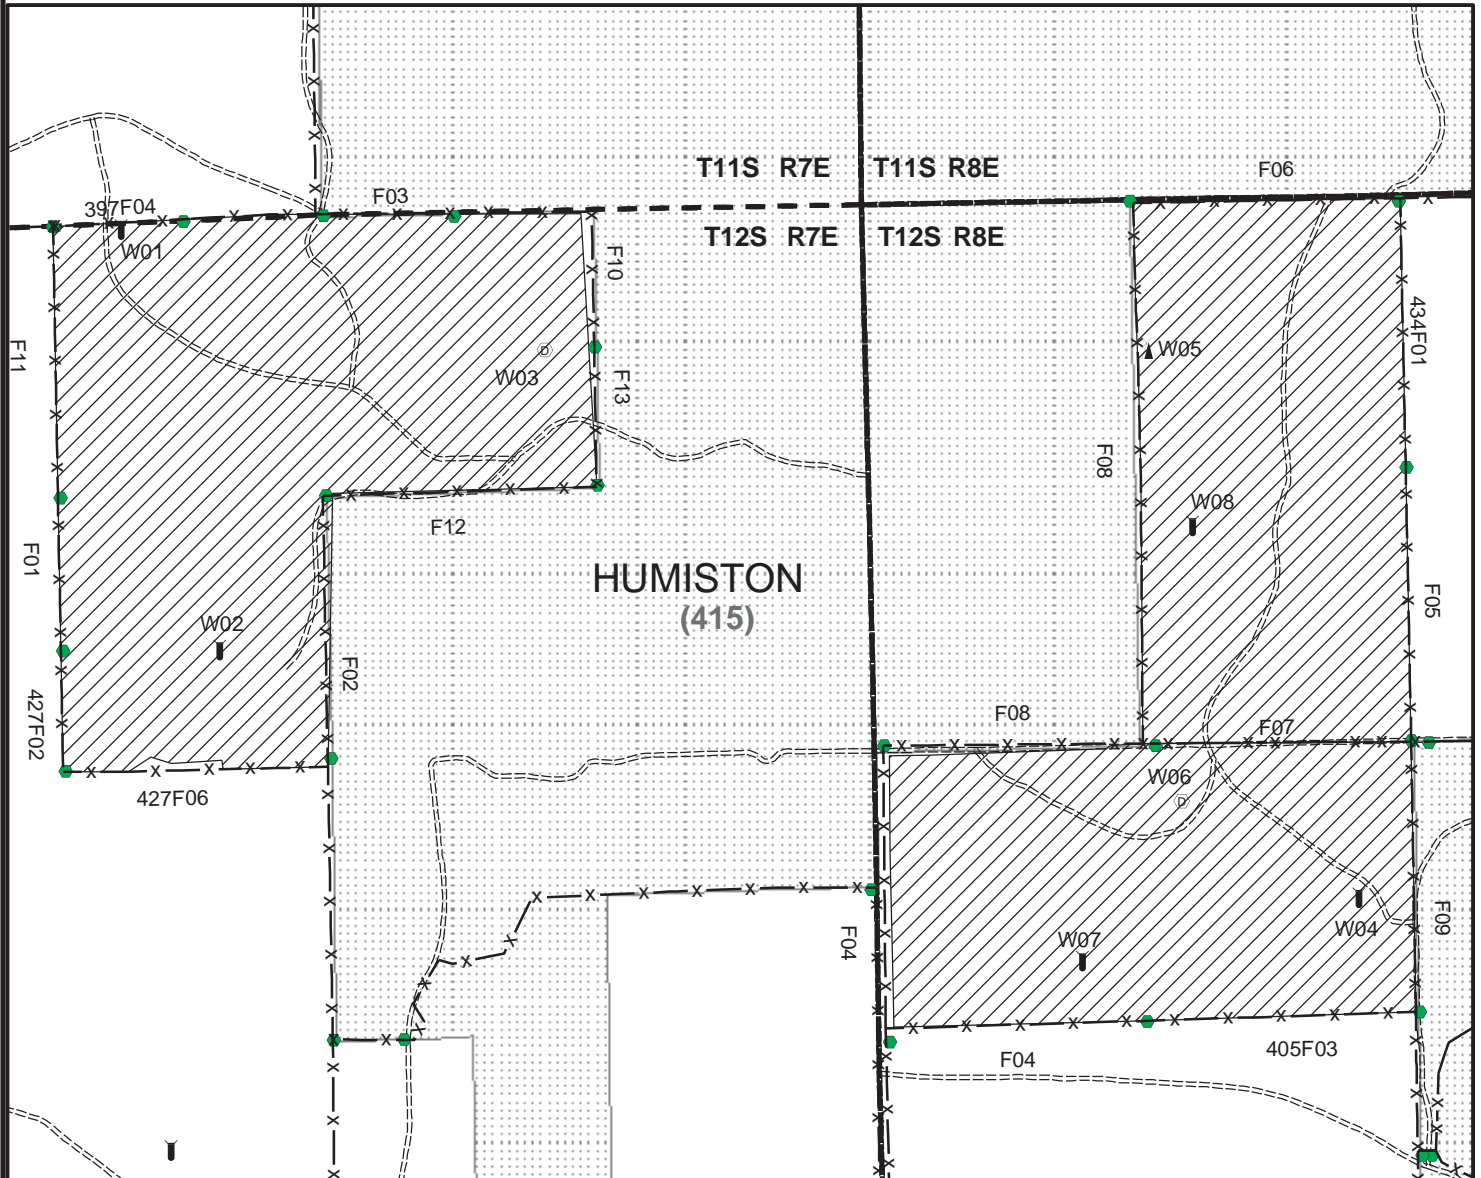 T11S R7E
T11S R8E
F06
397F04
F03
W01
T12S R7E
T12S R8E
F10
F11
434F01
D
W03
W05
F13
F08
F12
W08
F01
HUMISTON
(415)
F05
W02
F02
427F02
F08
F07
427F06
W06
D
F04
W07
W04
F09
F04
405F03